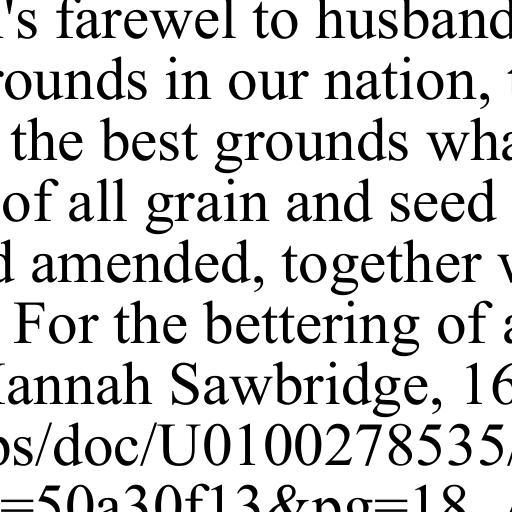 's farewel to husband
rounds in our nation,
the best grounds wha
of all grain and seed
d amended, together
For the bettering of a
Hannah Sawbridge, 16
ps/doc/U0100278535/
=50a30f13&pg=18